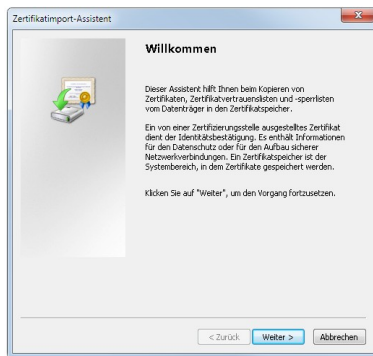 Zertifikatimport-Assistent
Willkommen
Dieser Assistent hilft Ihnen beim Kopieren von
Zertifikaten, Zertifikatvertrauenslisten und -sperrlisten
vom Datenträger in den Zertifikatspeicher.
Ein von einer Zertifizierungsstelle ausgestelltes Zertifikat
dient der Identitätsbestätigung. Es enthält Informationen
für den Datenschutz oder für den Aufbau sicherer
Netzwerkverbindungen. Ein Zertifikatspeicher ist der
Systembereich, in dem Zertifikate gespeichert werden.
Klicken Sie auf "Weiter", um den Vorgang fortzusetzen.
< Zurück Weiter > Abbrechen